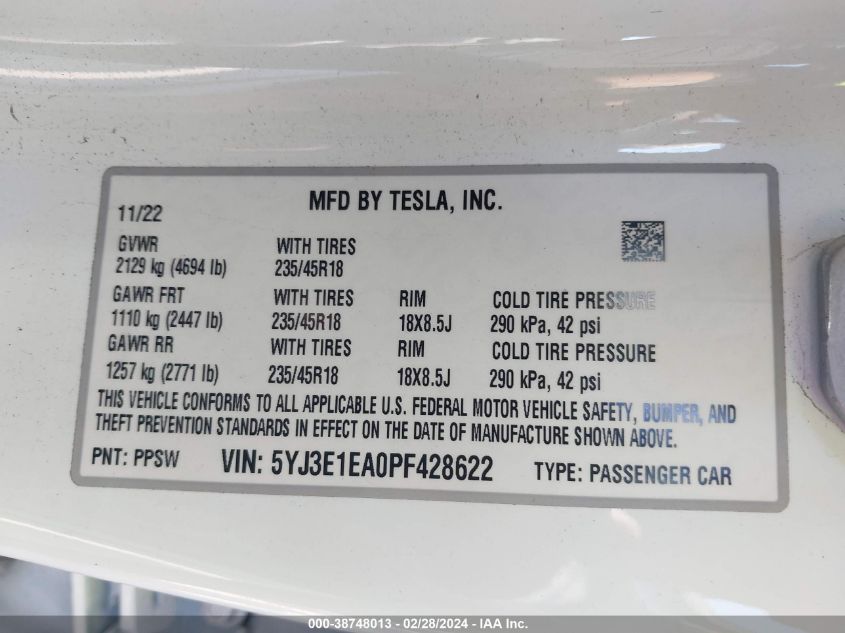 MFD BY TESLA, INC.
11/22
GVWR WITH TIRES
2129 kg (4694 lb) 235/45R18
GAWR FRT WITH TIRES RIM COLD TIRE PRESSURE
1110 kg (2447 lb) 235/45R18 18X8.5J 290 kPa, 42 psi
GAWR RR WITH TIRES RIM COLD TIRE PRESSURE
1257 kg (2771 lb) 235/45R18 18X8.5J 290 kPa, 42 psi
THIS VEHICLE CONFORMS TO ALL APPLICABLE U.S. FEDERAL MOTOR VEHICLE SAFETY, BUMPER, AND
THEFT PREVENTION STANDARDS IN EFFECT ON THE DATE OF MANUFACTURE SHOWN ABOVE.
PNT: PPSW VIN: 5YJ3E1EA0PF428622 TYPE: PASSENGER CAR
000-38748013 - 02/28/2024 - IAA Inc.